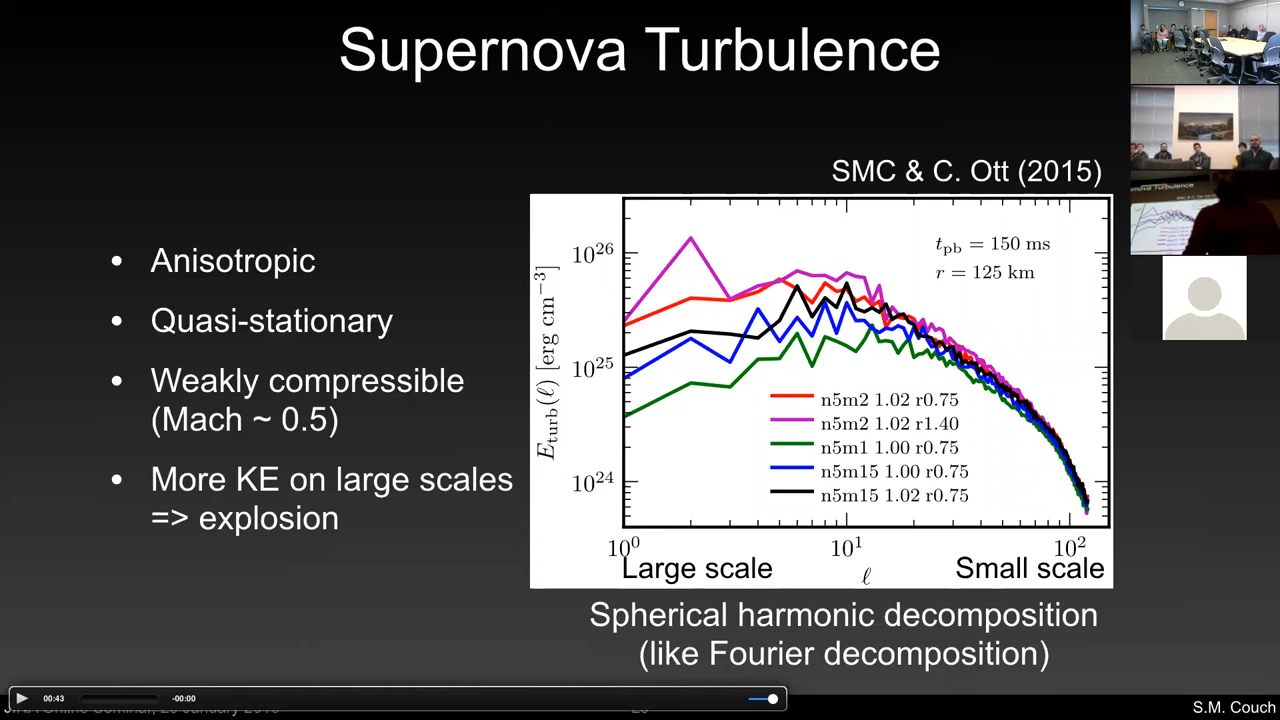 Supernova Turbulence
SMC & C. Ott (2015)
• Anisotropic
• Quasi-stationary
• Weakly compressible
(Mach ~ 0.5)
• More KE on large scales
=> explosion
t_pb = 150 ms
r = 125 km
10^26
10^25
10^24
E_turb(ℓ) [erg cm^−3]
n5m2 1.02 r0.75
n5m2 1.02 r1.40
n5m1 1.00 r0.75
n5m15 1.00 r0.75
n5m15 1.02 r0.75
10^0 10^1 10^2
Large scale ℓ Small scale
Spherical harmonic decomposition
(like Fourier decomposition)
00:43 -00:00
S.M. Couch